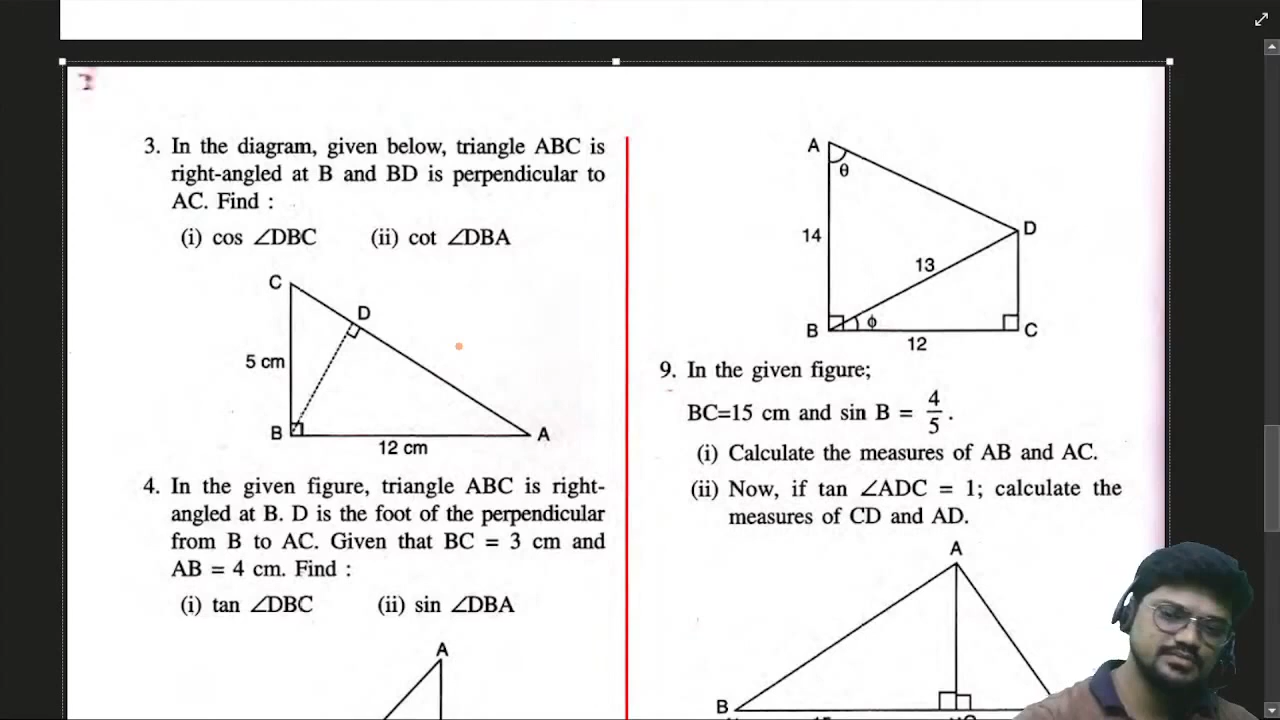 3. In the diagram, given below, triangle ABC is
right-angled at B and BD is perpendicular to
AC. Find :
(i) cos ∠DBC (ii) cot ∠DBA
C
D
5 cm
B
A
12 cm
4. In the given figure, triangle ABC is right-
angled at B. D is the foot of the perpendicular
from B to AC. Given that BC = 3 cm and
AB = 4 cm. Find :
(i) tan ∠DBC (ii) sin ∠DBA
A
A
θ
14
D
13
B
ϕ
C
12
9. In the given figure;
BC=15 cm and sin B = 4/5.
(i) Calculate the measures of AB and AC.
(ii) Now, if tan ∠ADC = 1; calculate the
measures of CD and AD.
A
B